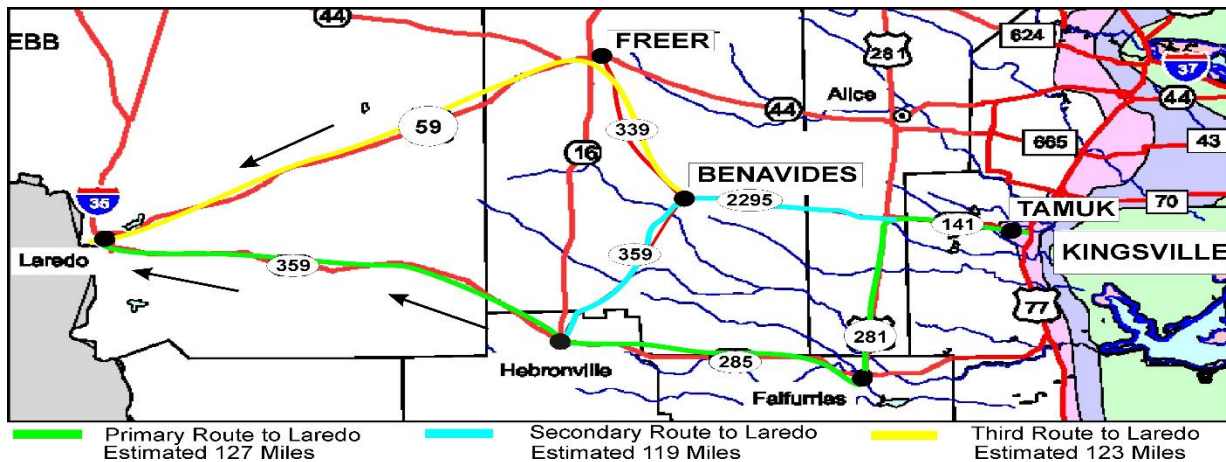 44
EBB
FREER
281
624
37
Alice
44
44
59
339
16
665
43
BENAVIDES
35
2295
70
TAMUK
141
KINGSVILLE
Laredo
359
359
77
281
285
Hebronville
Falfurrias
Primary Route to Laredo
Estimated 127 Miles
Secondary Route to Laredo
Estimated 119 Miles
Third Route to Laredo
Estimated 123 Miles